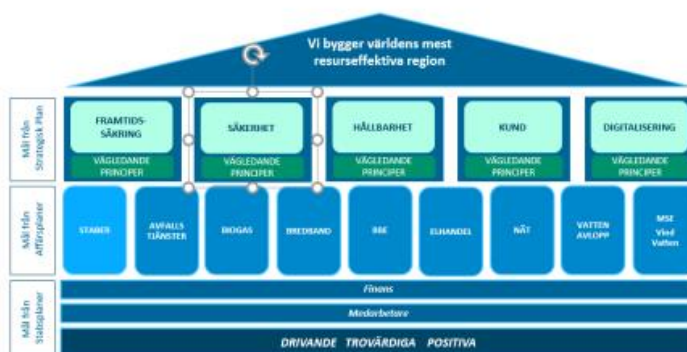 Vi bygger världens mest
resurseffektiva region
Mål från
Strategisk Plan
FRAMTIDS-
SÄKRING
SÄKERHET
HÅLLBARHET
KUND
DIGITALISERING
VÄGLEDANDE
PRINCIPER
VÄGLEDANDE
PRINCIPER
VÄGLEDANDE
PRINCIPER
VÄGLEDANDE
PRINCIPER
VÄGLEDANDE
PRINCIPER
Mål från
Affärsplaner
STABER
AVFALLS
TJÄNSTER
BIOGAS
BREDBAND
BBE
ELHANDEL
NÄT
VATTEN
AVLOPP
MSE
Vind
Vatten
Mål från
Stabsplaner
Finans
Medarbetare
DRIVANDE TROVÄRDIGA POSITIVA